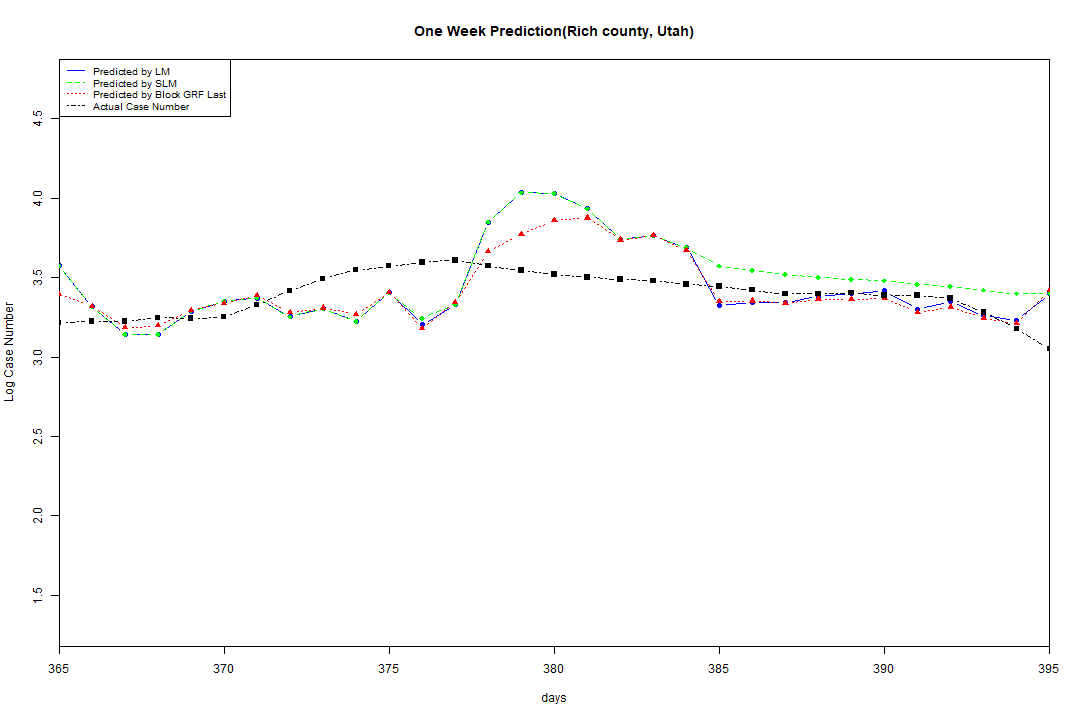 One Week Prediction(Rich county, Utah)
Predicted by LM
Predicted by SLM
Predicted by Block GRF Last
Actual Case Number
Log Case Number
4.5
4.0
3.5
3.0
2.5
2.0
1.5
365 370 375 380 385 390 395
days